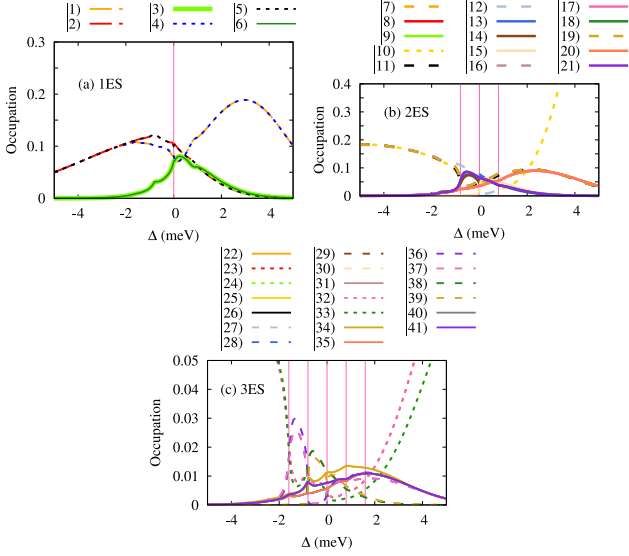 |1) |3) |5)
|2) |4) |6)
0.3
0.2
0.1
0
Occupation
(a) 1ES
-4 -2 0 2 4
Δ (meV)
|7) |12) |17)
|8) |13) |18)
|9) |14) |19)
|10) |15) |20)
|11) |16) |21)
0.4
0.3
0.2
0.1
0
Occupation
(b) 2ES
-4 -2 0 2 4
Δ (meV)
|22) |29) |36)
|23) |30) |37)
|24) |31) |38)
|25) |32) |39)
|26) |33) |40)
|27) |34) |41)
|28) |35)
0.05
0.04
0.03
0.02
0.01
0
Occupation
(c) 3ES
-4 -2 0 2 4
Δ (meV)